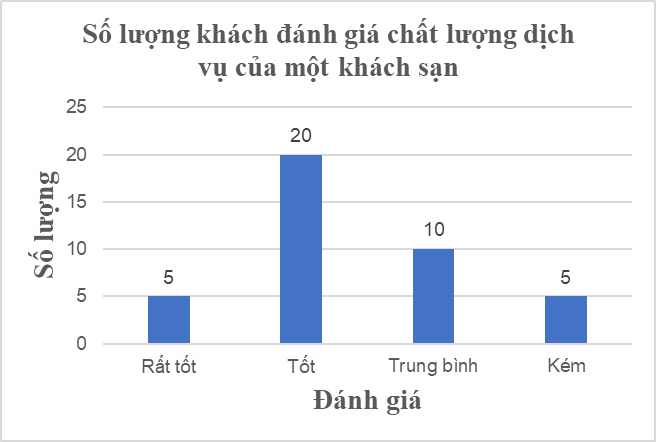 Số lượng khách đánh giá chất lượng dịch
vụ của một khách sạn
25
20
15
10
5
0
Số lượng
5
20
10
5
Rất tốt
Tốt
Trung bình
Kém
Đánh giá